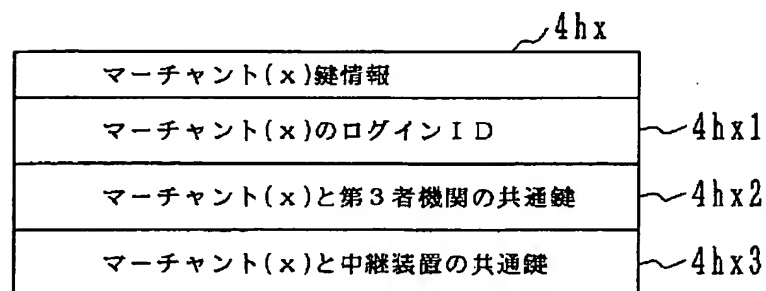 4hx
マーチャント(x)鍵情報
マーチャント(x)のログインID 4hx1
マーチャント(x)と第3者機関の共通鍵 4hx2
マーチャント(x)と中継装置の共通鍵 4hx3